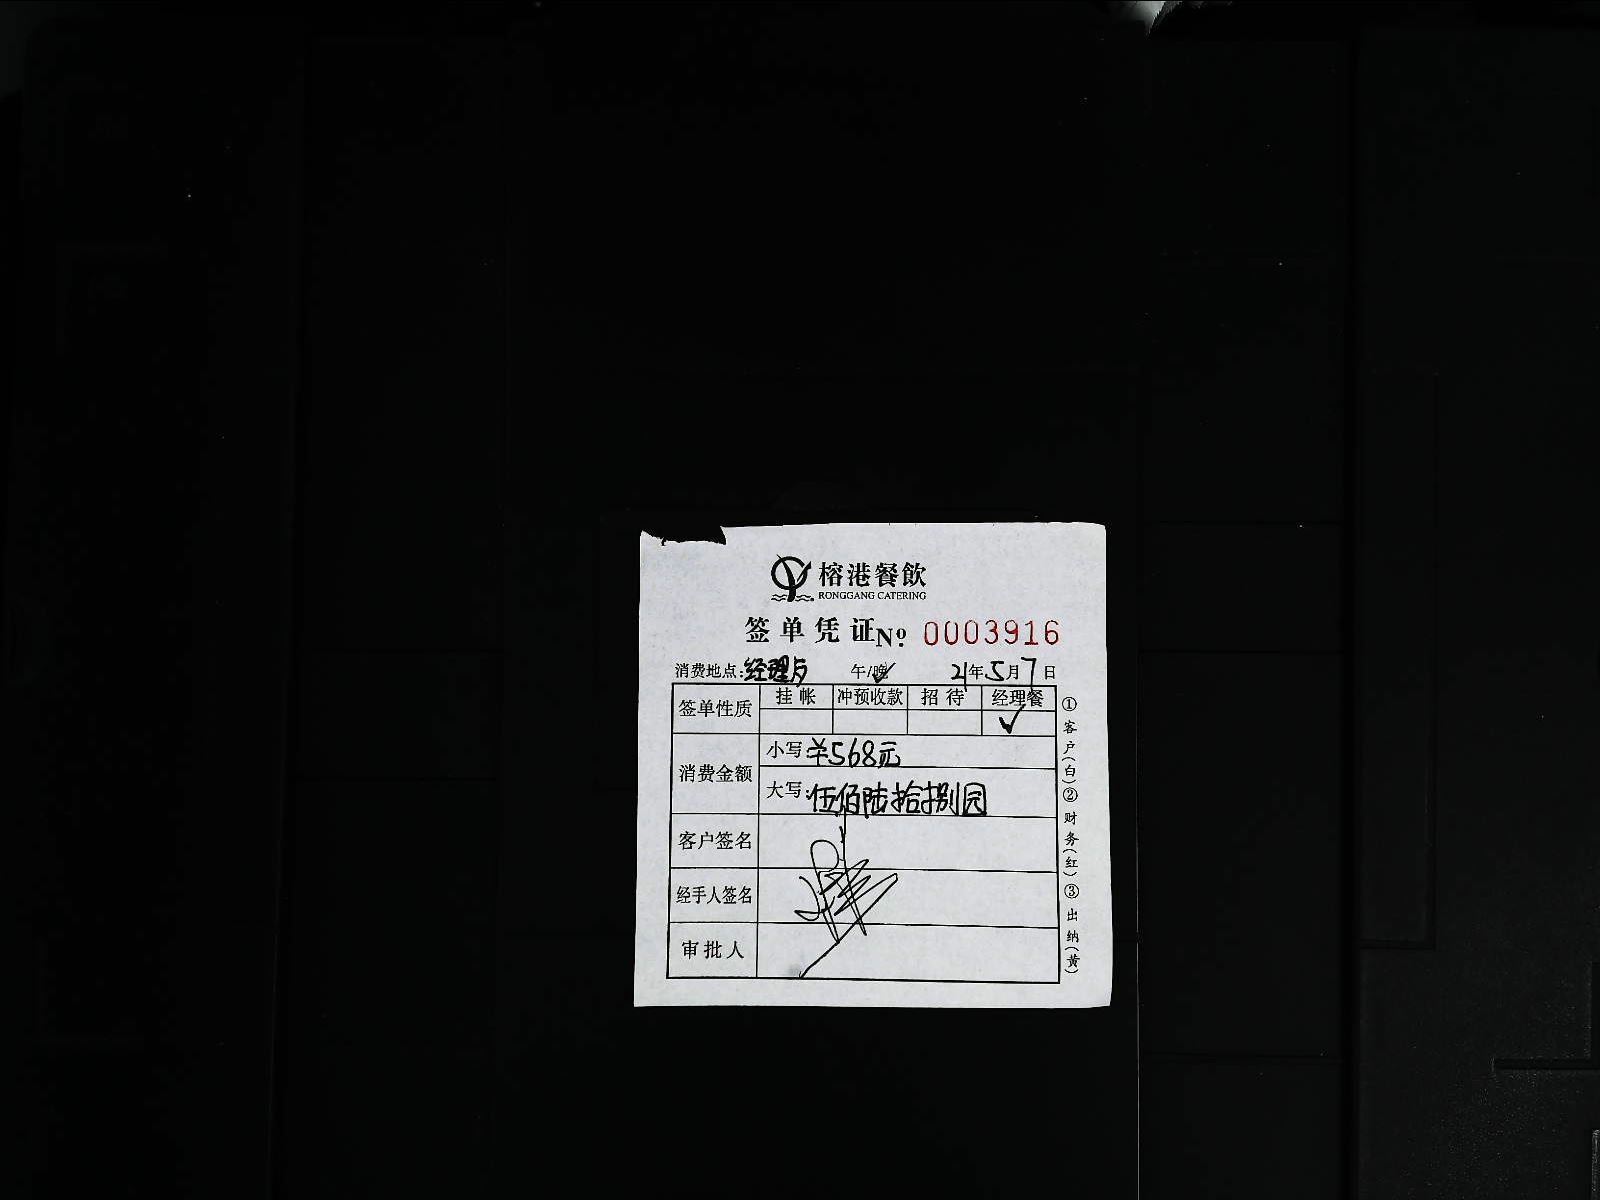 榕港餐飲
RONGGANG CATERING
签单凭证 № 0003916
消费地点:经理房 午/晚 21年5月7日
签单性质 挂帐 冲预收款 招待 经理餐
✓
消费金额 小写 ¥568元
大写:伍佰陆拾捌园
客户签名
经手人签名
审批人
①客户(白)②财务(红)③出纳(黄)